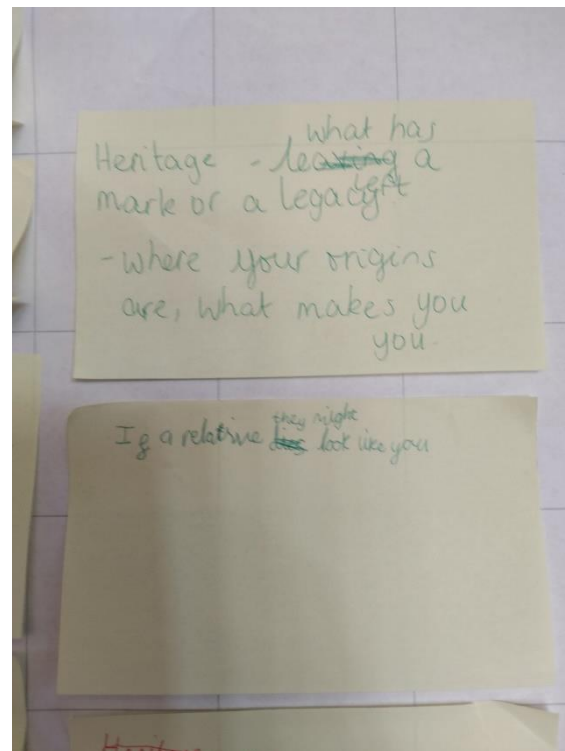 what has
Heritage - leaving a
left
mark or a legacy
- where your origins
are, what makes you
you.
they might
If a relative look like you